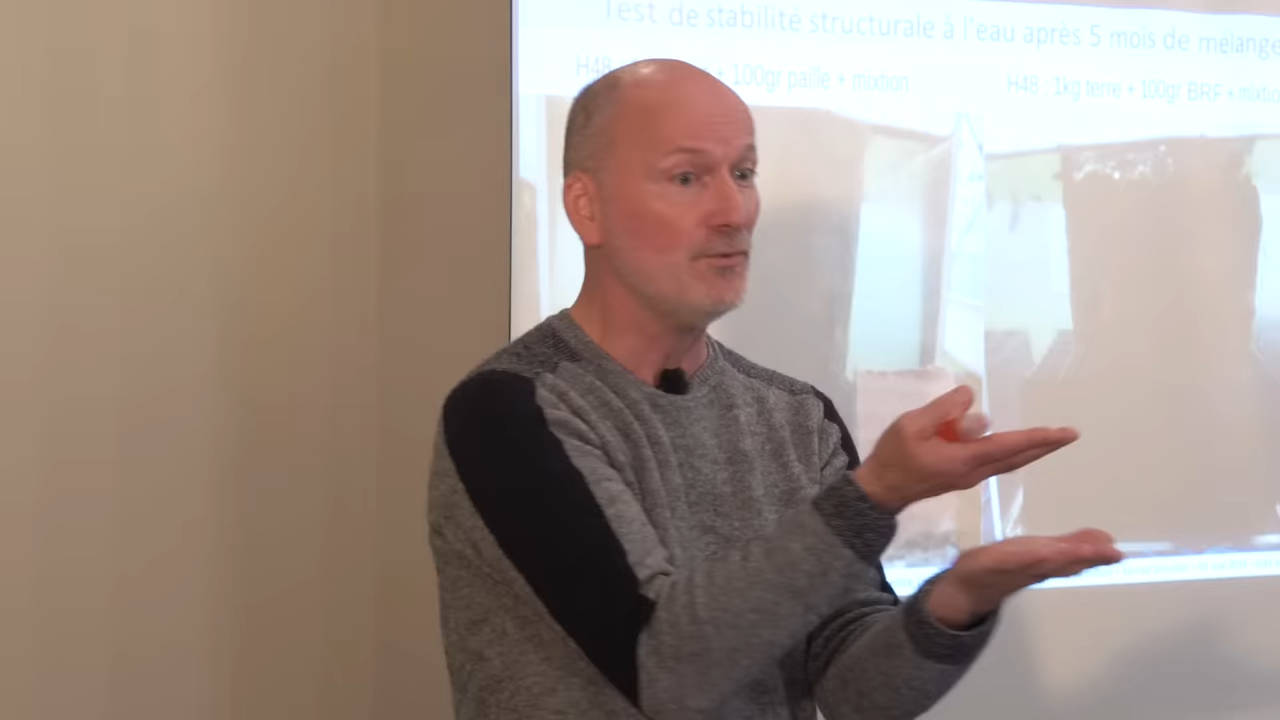 Test de stabilité structurale à l'eau après 5 mois de mélange
H48 : + 100gr paille + mixtion
H48 : 1kg terre + 100gr BRF + mixtion